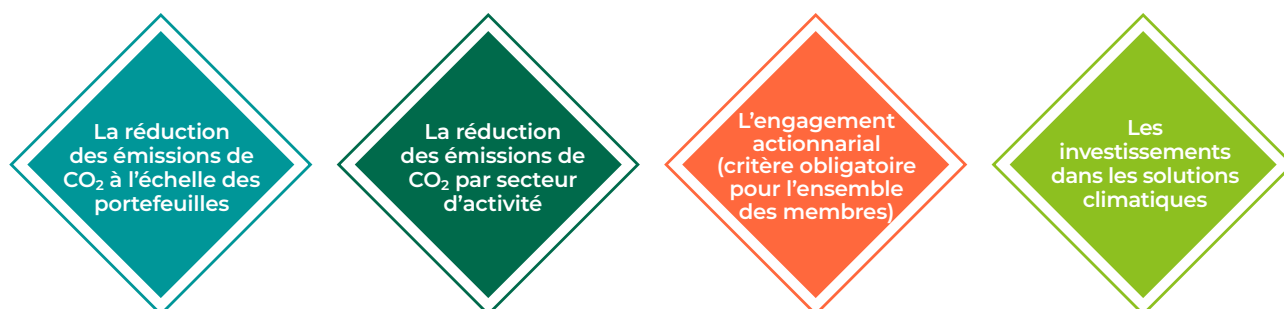 La réduction
des émissions de
CO₂ à l’échelle des
portefeuilles
La réduction
des émissions de
CO₂ par secteur
d’activité
L’engagement
actionnarial
(critère obligatoire
pour l’ensemble
des membres)
Les
investissements
dans les solutions
climatiques